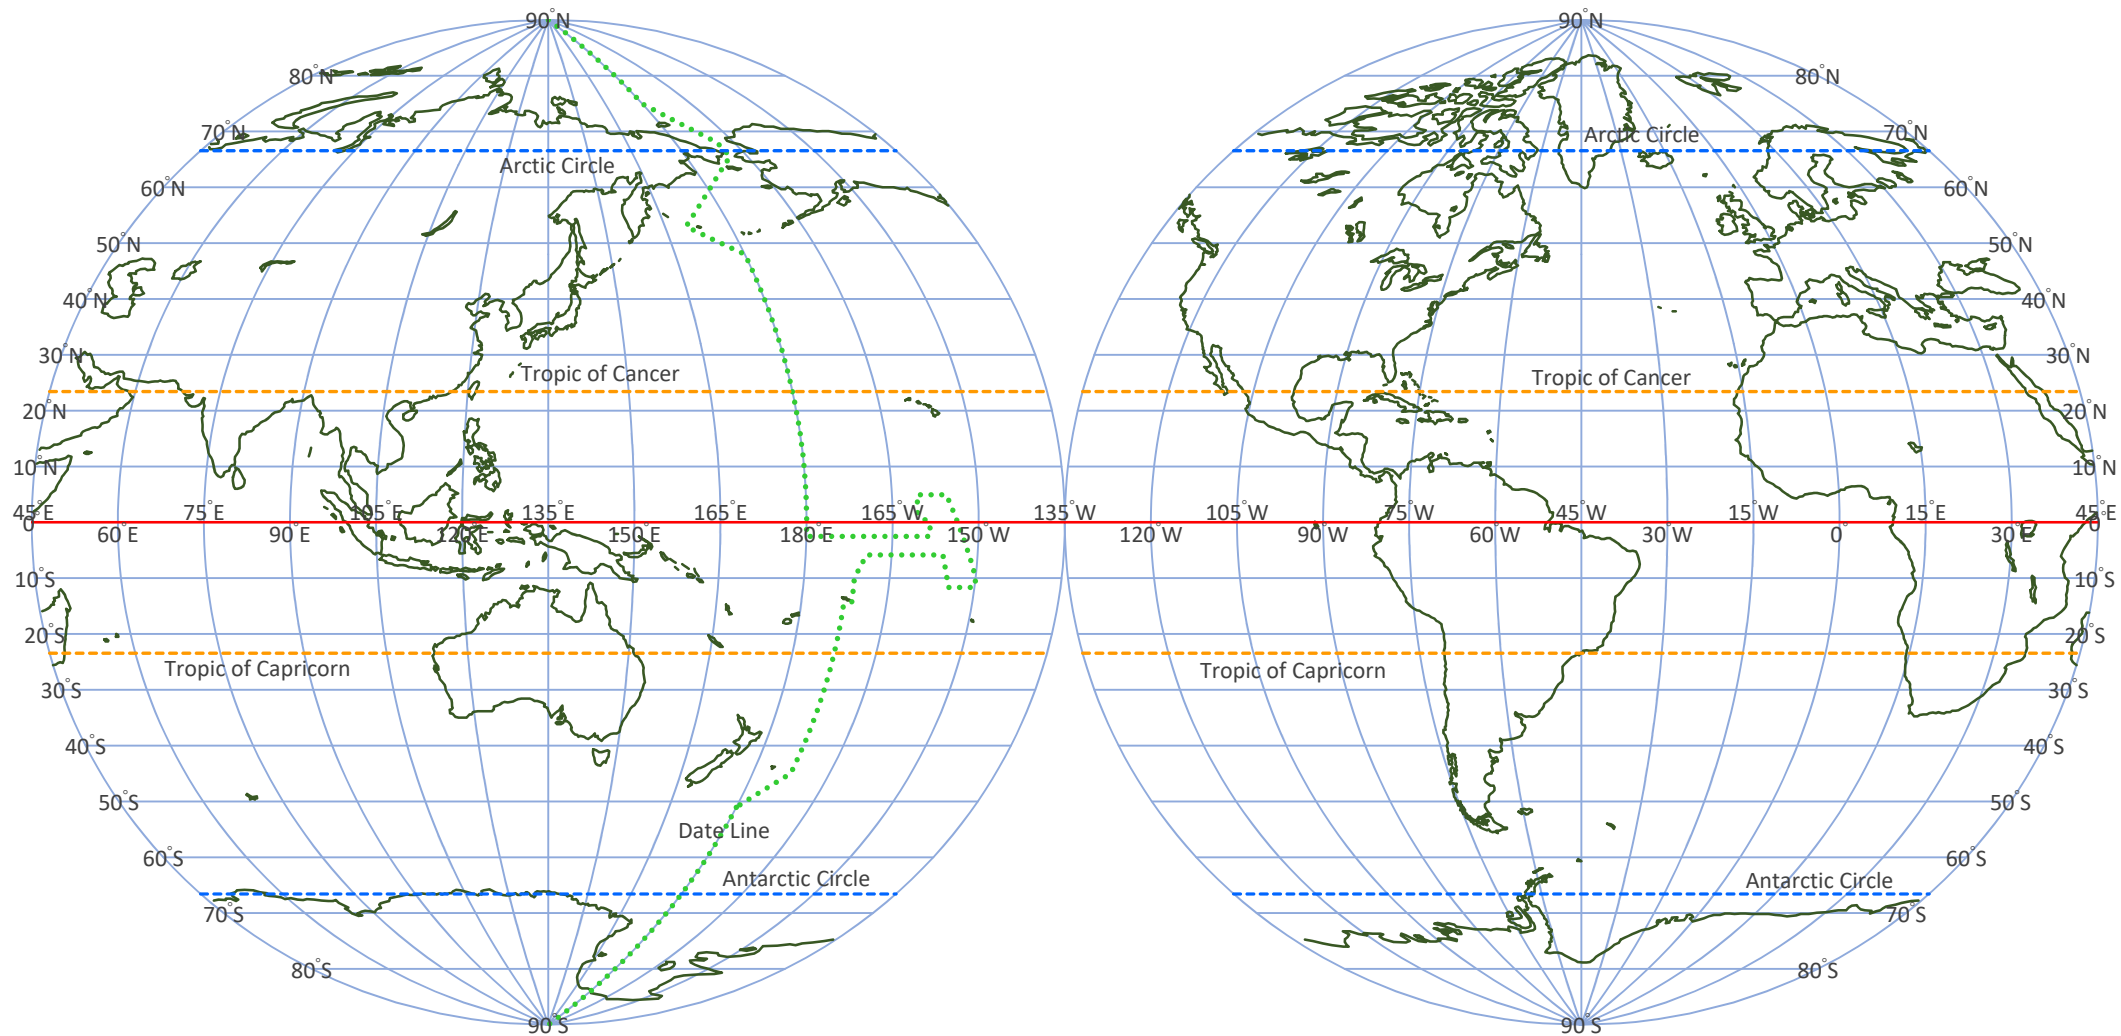 90°N 90°N
80°N 80°N
70°N Arctic Circle 70°N
Arctic Circle
60°N 60°N
50°N 50°N
40°N 40°N
30°N 30°N
Tropic of Cancer Tropic of Cancer
20°N 20°N
10°N 10°N
45°E 75°E 105°E 135°E 165°E 165°W 135°W 105°W 75°W 45°W 15°W 15°E 45°E
0° 0°
60°E 90°E 120°E 150°E 180°E 150°W 120°W 90°W 60°W 30°W 0° 30°E
10°S 10°S
20°S 20°S
Tropic of Capricorn Tropic of Capricorn
30°S 30°S
40°S 40°S
50°S 50°S
Date Line
60°S 60°S
Antarctic Circle Antarctic Circle
70°S 70°S
80°S 80°S
90°S 90°S